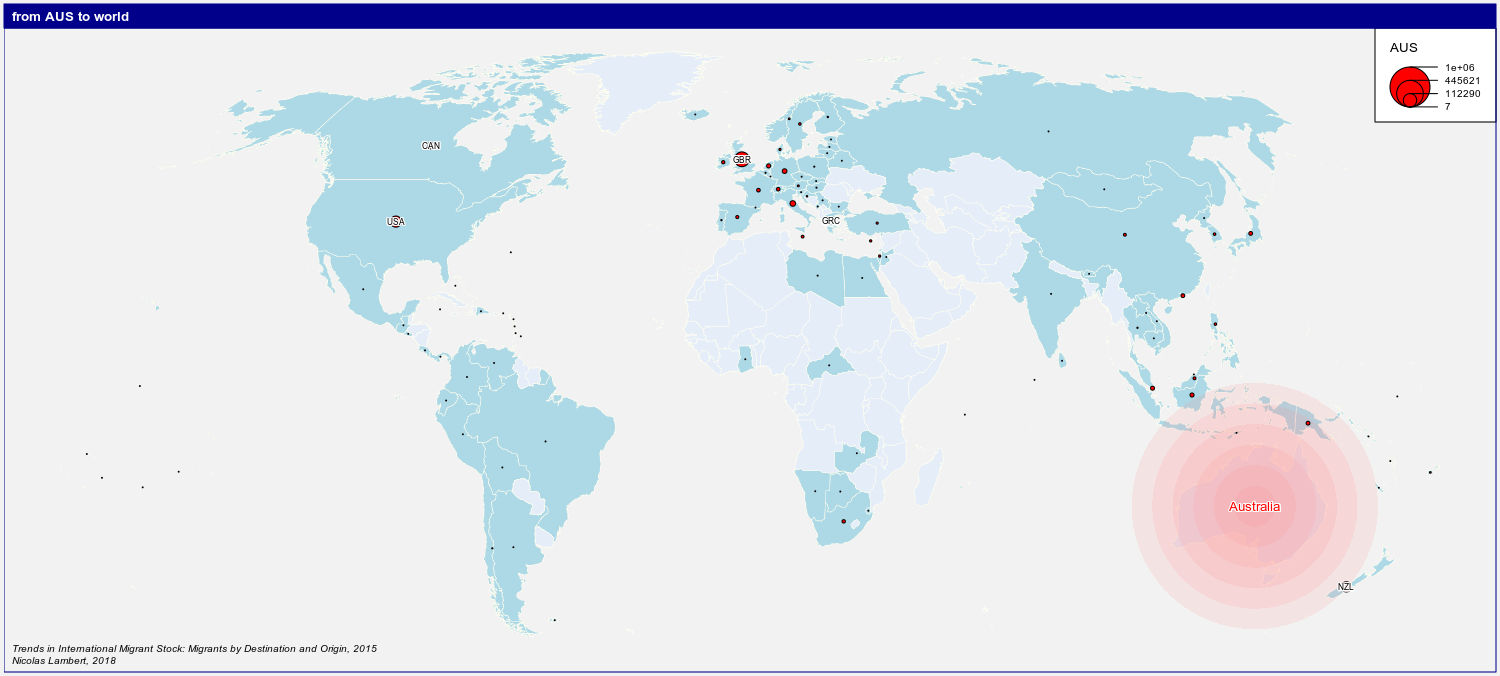 from AUS to world
AUS
1e+06
445621
112290
7
CAN
GBR
USA
GRC
Australia
NZL
Trends in International Migrant Stock: Migrants by Destination and Origin, 2015
Nicolas Lambert, 2018